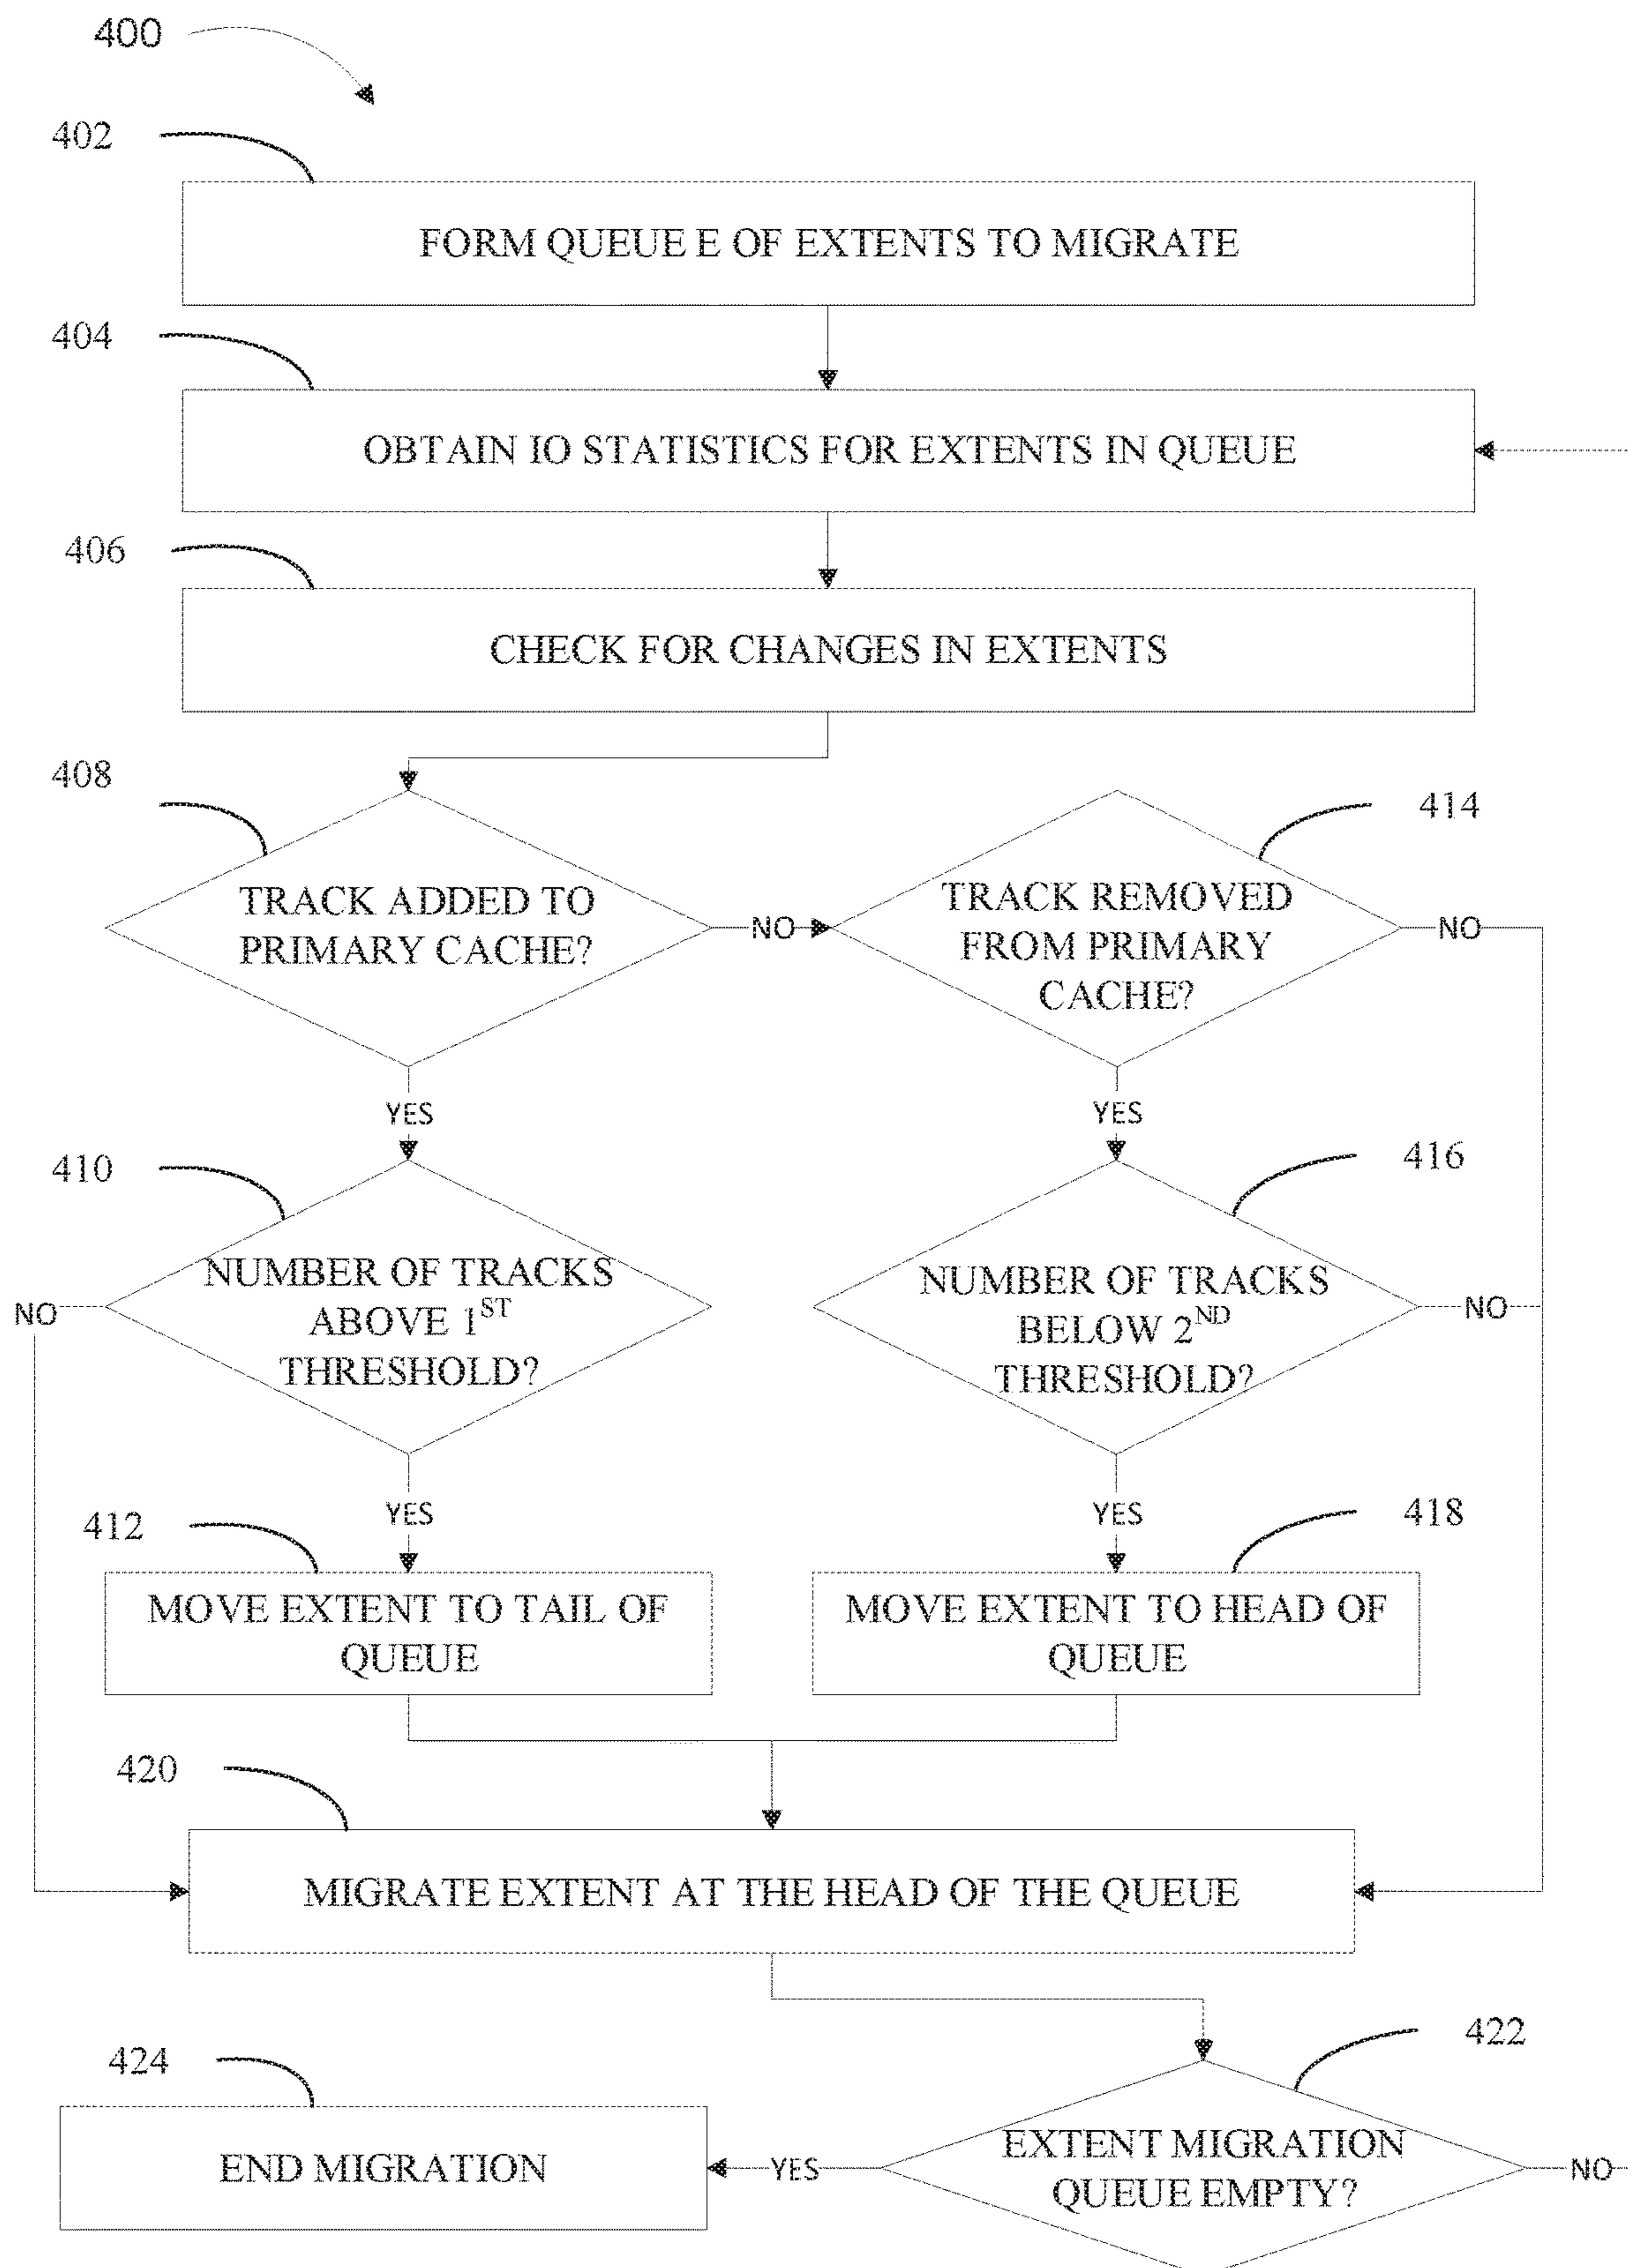 400
402
FORM QUEUE E OF EXTENTS TO MIGRATE
404
OBTAIN IO STATISTICS FOR EXTENTS IN QUEUE
406
CHECK FOR CHANGES IN EXTENTS
408
TRACK ADDED TO
PRIMARY CACHE?
NO
414
TRACK REMOVED
FROM PRIMARY
CACHE?
NO
YES
YES
410
NUMBER OF TRACKS
ABOVE 1ST
THRESHOLD?
NO
416
NUMBER OF TRACKS
BELOW 2ND
THRESHOLD?
NO
YES
YES
412
MOVE EXTENT TO TAIL OF
QUEUE
418
MOVE EXTENT TO HEAD OF
QUEUE
420
MIGRATE EXTENT AT THE HEAD OF THE QUEUE
422
EXTENT MIGRATION
QUEUE EMPTY?
NO
YES
424
END MIGRATION